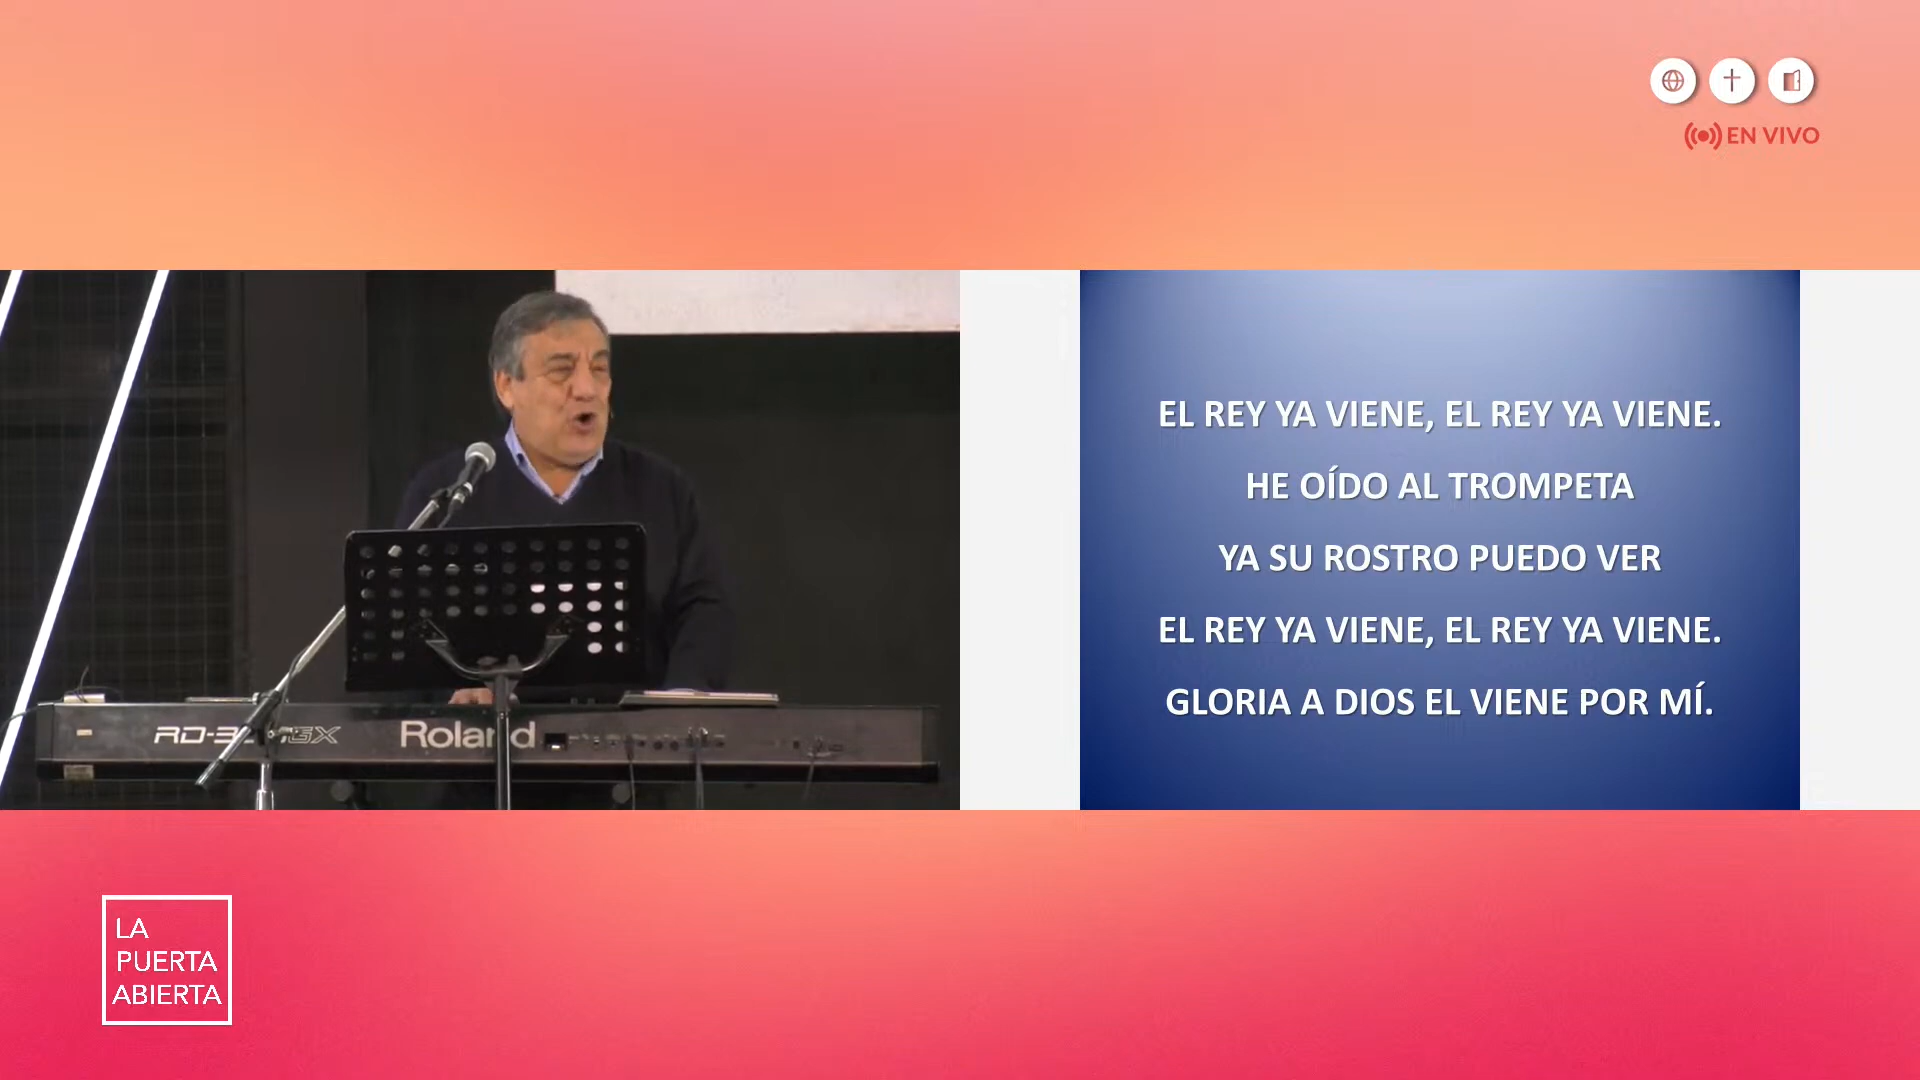 EN VIVO
EL REY YA VIENE, EL REY YA VIENE.
HE OÍDO AL TROMPETA
YA SU ROSTRO PUEDO VER
EL REY YA VIENE, EL REY YA VIENE.
GLORIA A DIOS EL VIENE POR MÍ.
Roland
LA
PUERTA
ABIERTA